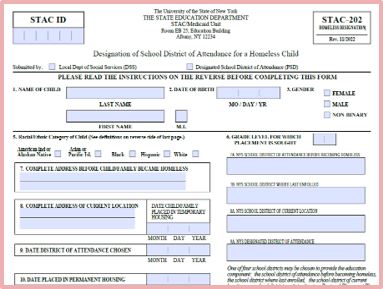 STAC ID
The University of the State of New York
THE STATE EDUCATION DEPARTMENT
STAC/Medicaid Unit
Room EB 25, Education Building
Albany, NY 12234
STAC-202
HOMELESS DESIGNATION
Rev. 10/2022
Designation of School District of Attendance for a Homeless Child
Submitted by: Local Dept of Social Services (DSS) Designated School District of Attendance (PSD)
PLEASE READ THE INSTRUCTIONS ON THE REVERSE BEFORE COMPLETING THIS FORM
1. NAME OF CHILD 2. DATE OF BIRTH 3. GENDER
FEMALE
LAST NAME MO / DAY / YR MALE
NON BINARY
FIRST NAME M.I.
5. Racial/Ethnic Category of Child (See definitions on reverse side of last page.)
6. GRADE LEVEL FOR WHICH
PLACEMENT IS SOUGHT
American Ind or Asian or
Alaskan Native Pacific Isl. Black Hispanic White
7A. NYS SCHOOL DISTRICT OF ATTENDANCE BEFORE BECOMING HOMELESS
7. COMPLETE ADDRESS BEFORE CHILD/FAMILY BECAME HOMELESS
7B. NYS SCHOOL DISTRICT WHERE LAST ENROLLED
8. COMPLETE ADDRESS OF CURRENT LOCATION
DATE CHILD/FAMILY
PLACED IN TEMPORARY
HOUSING
8A. NYS SCHOOL DISTRICT OF CURRENT LOCATION
MONTH DAY YEAR
9. DATE DISTRICT OF ATTENDANCE CHOSEN
9A. NYS DESIGNATED DISTRICT OF ATTENDANCE
MONTH DAY YEAR
10. DATE PLACED IN PERMANENT HOUSING
One of four school districts may be chosen to provide the education
component: the school district of attendance before becoming homeless,
the school district where last enrolled, the school district of current